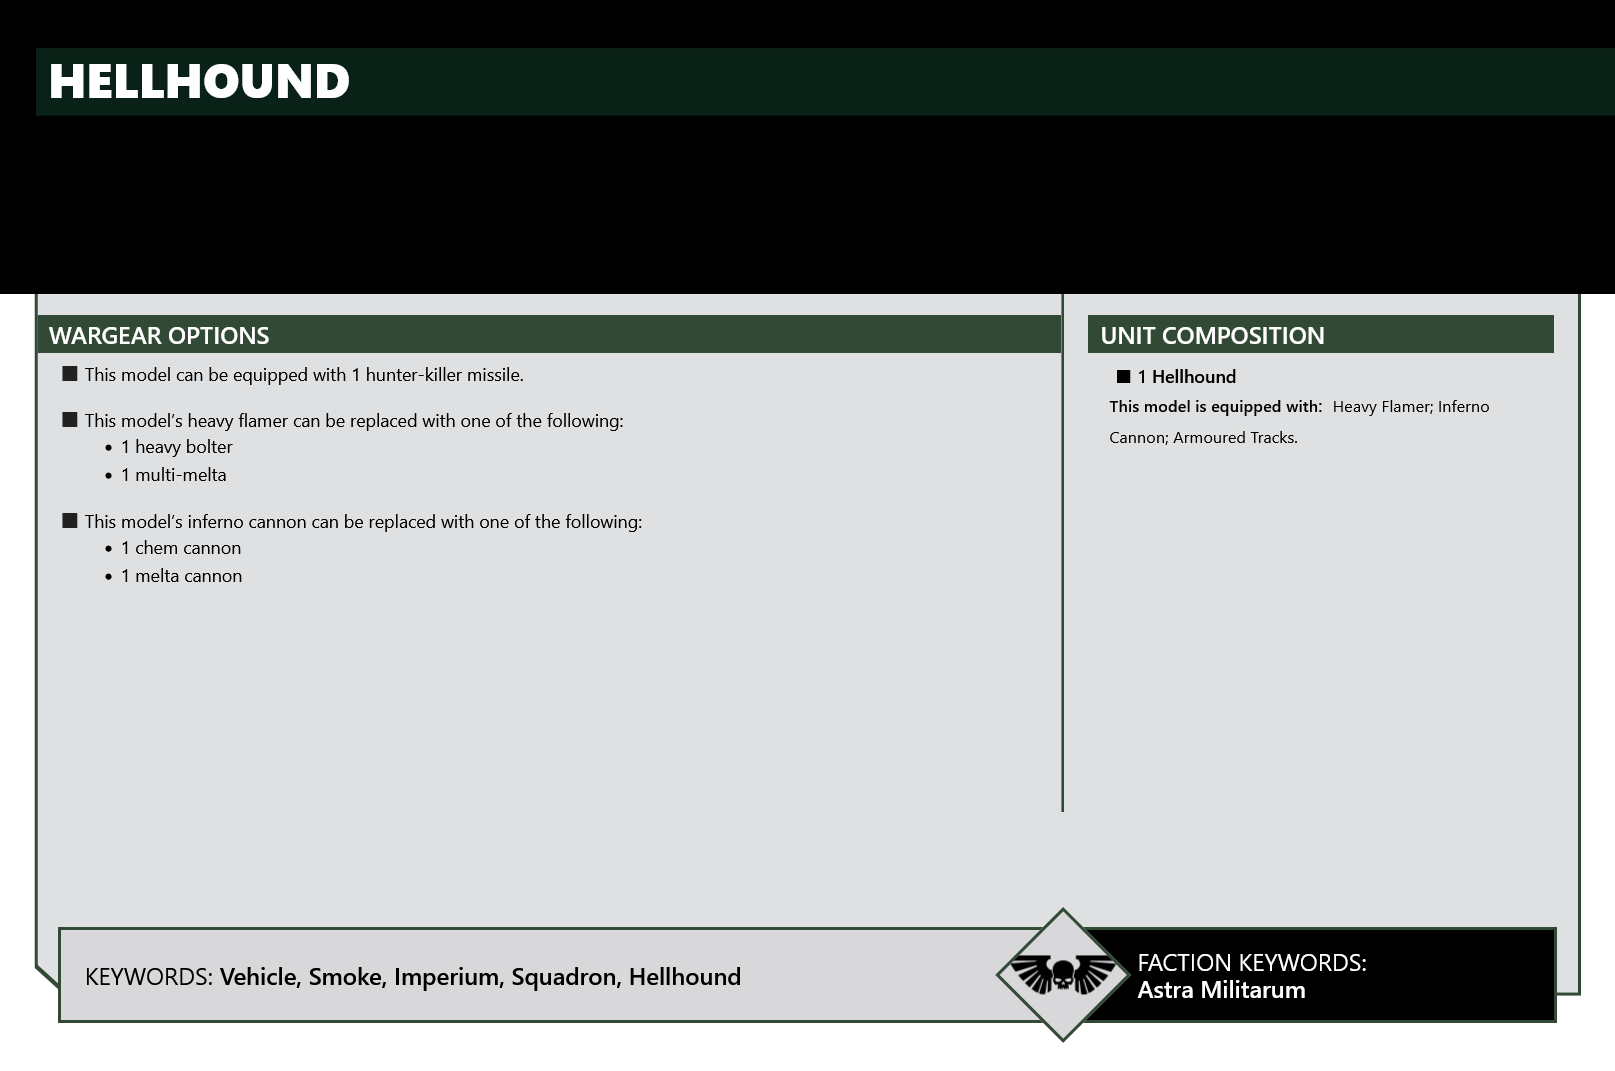 HELLHOUND
WARGEAR OPTIONS
This model can be equipped with 1 hunter-killer missile.
This model’s heavy flamer can be replaced with one of the following:
1 heavy bolter
1 multi-melta
This model’s inferno cannon can be replaced with one of the following:
1 chem cannon
1 melta cannon
UNIT COMPOSITION
1 Hellhound
This model is equipped with: Heavy Flamer; Inferno
Cannon; Armoured Tracks.
KEYWORDS: Vehicle, Smoke, Imperium, Squadron, Hellhound
FACTION KEYWORDS:
Astra Militarum